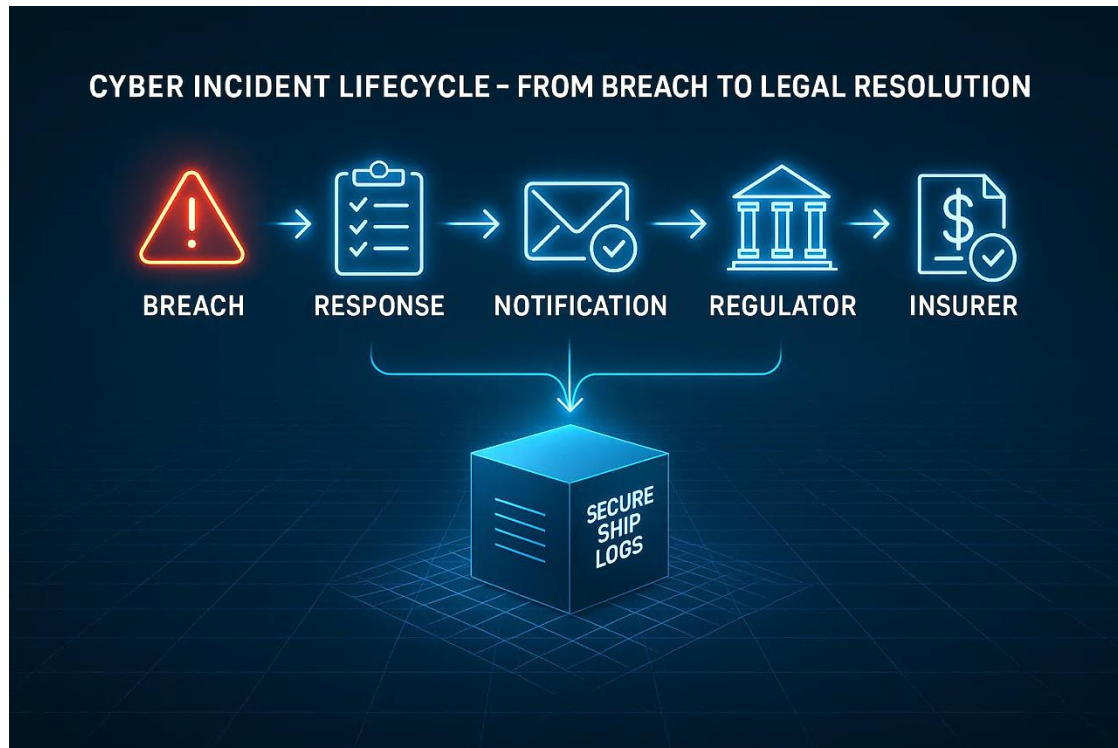 CYBER INCIDENT LIFECYCLE – FROM BREACH TO LEGAL RESOLUTION
BREACH
RESPONSE
NOTIFICATION
REGULATOR
INSURER
SECURE
SHIP
LOGS